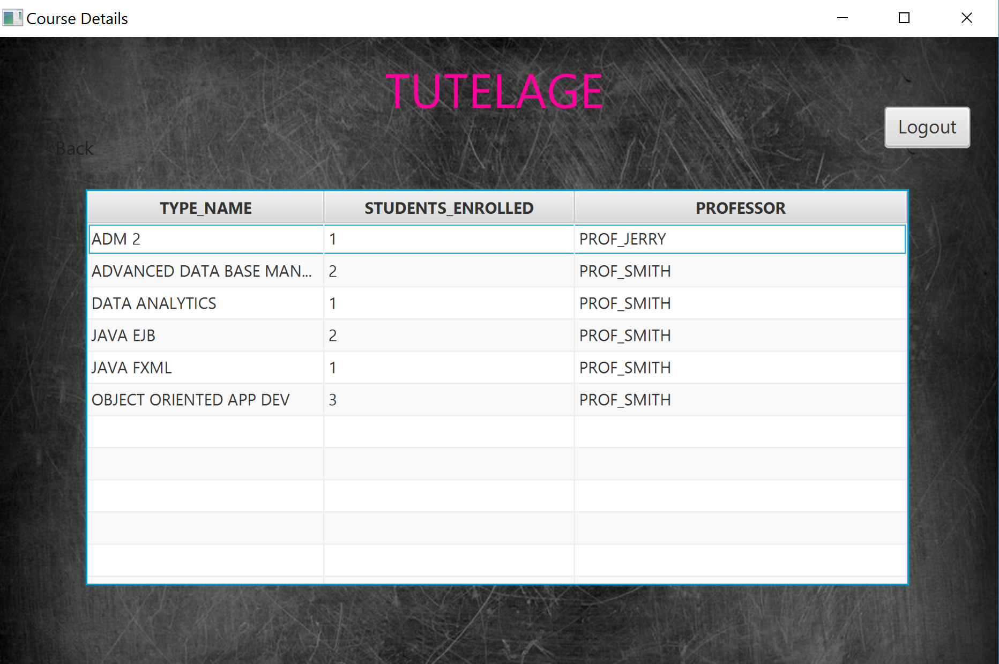 Course Details
TUTELAGE
Logout
<Back
TYPE_NAME STUDENTS_ENROLLED PROFESSOR
ADM 2 1 PROF_JERRY
ADVANCED DATA BASE MAN... 2 PROF_SMITH
DATA ANALYTICS 1 PROF_SMITH
JAVA EJB 2 PROF_SMITH
JAVA FXML 1 PROF_SMITH
OBJECT ORIENTED APP DEV 3 PROF_SMITH